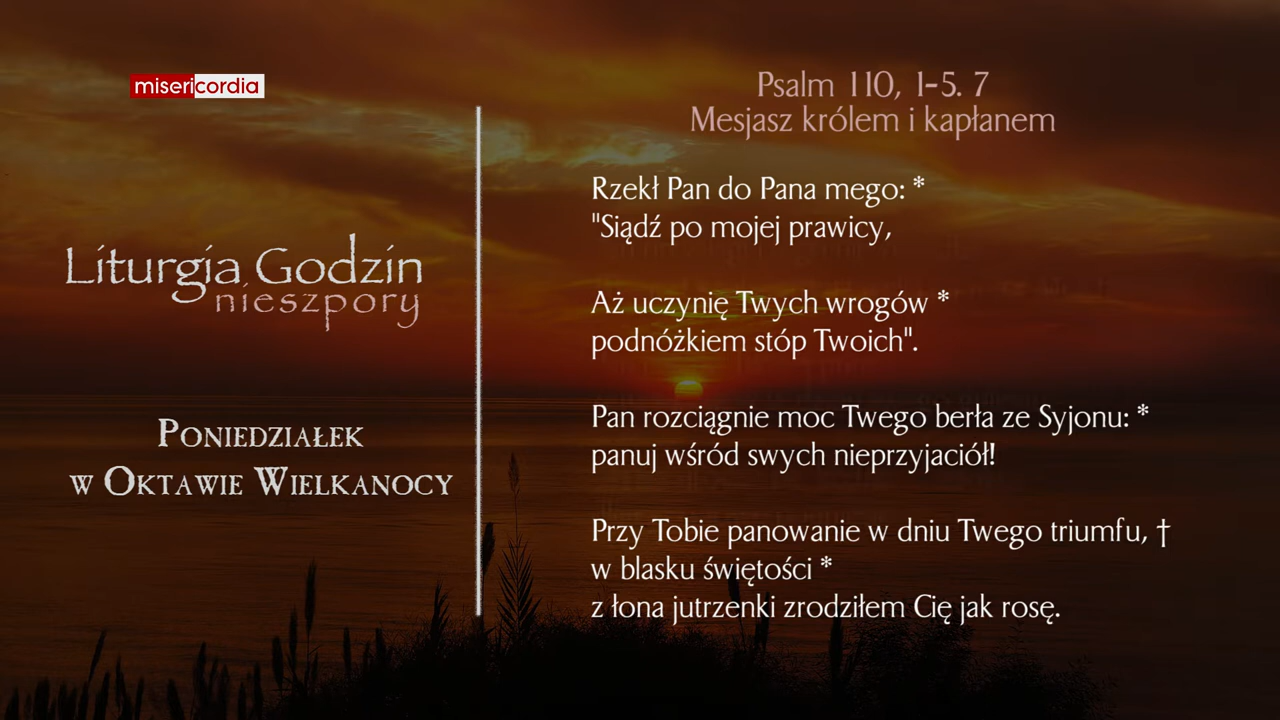 misericordia
Liturgia Godzin
nieszpory
Poniedziałek
w Oktawie Wielkanocy
Psalm 110, 1-5. 7
Mesjasz królem i kapłanem
Rzekł Pan do Pana mego: *
"Siądź po mojej prawicy,
Aż uczynię Twych wrogów *
podnóżkiem stóp Twoich".
Pan rozciągnie moc Twego berła ze Syjonu: *
panuj wśród swych nieprzyjaciół!
Przy Tobie panowanie w dniu Twego triumfu, †
w blasku świętości *
z łona jutrzenki zrodziłem Cię jak rosę.